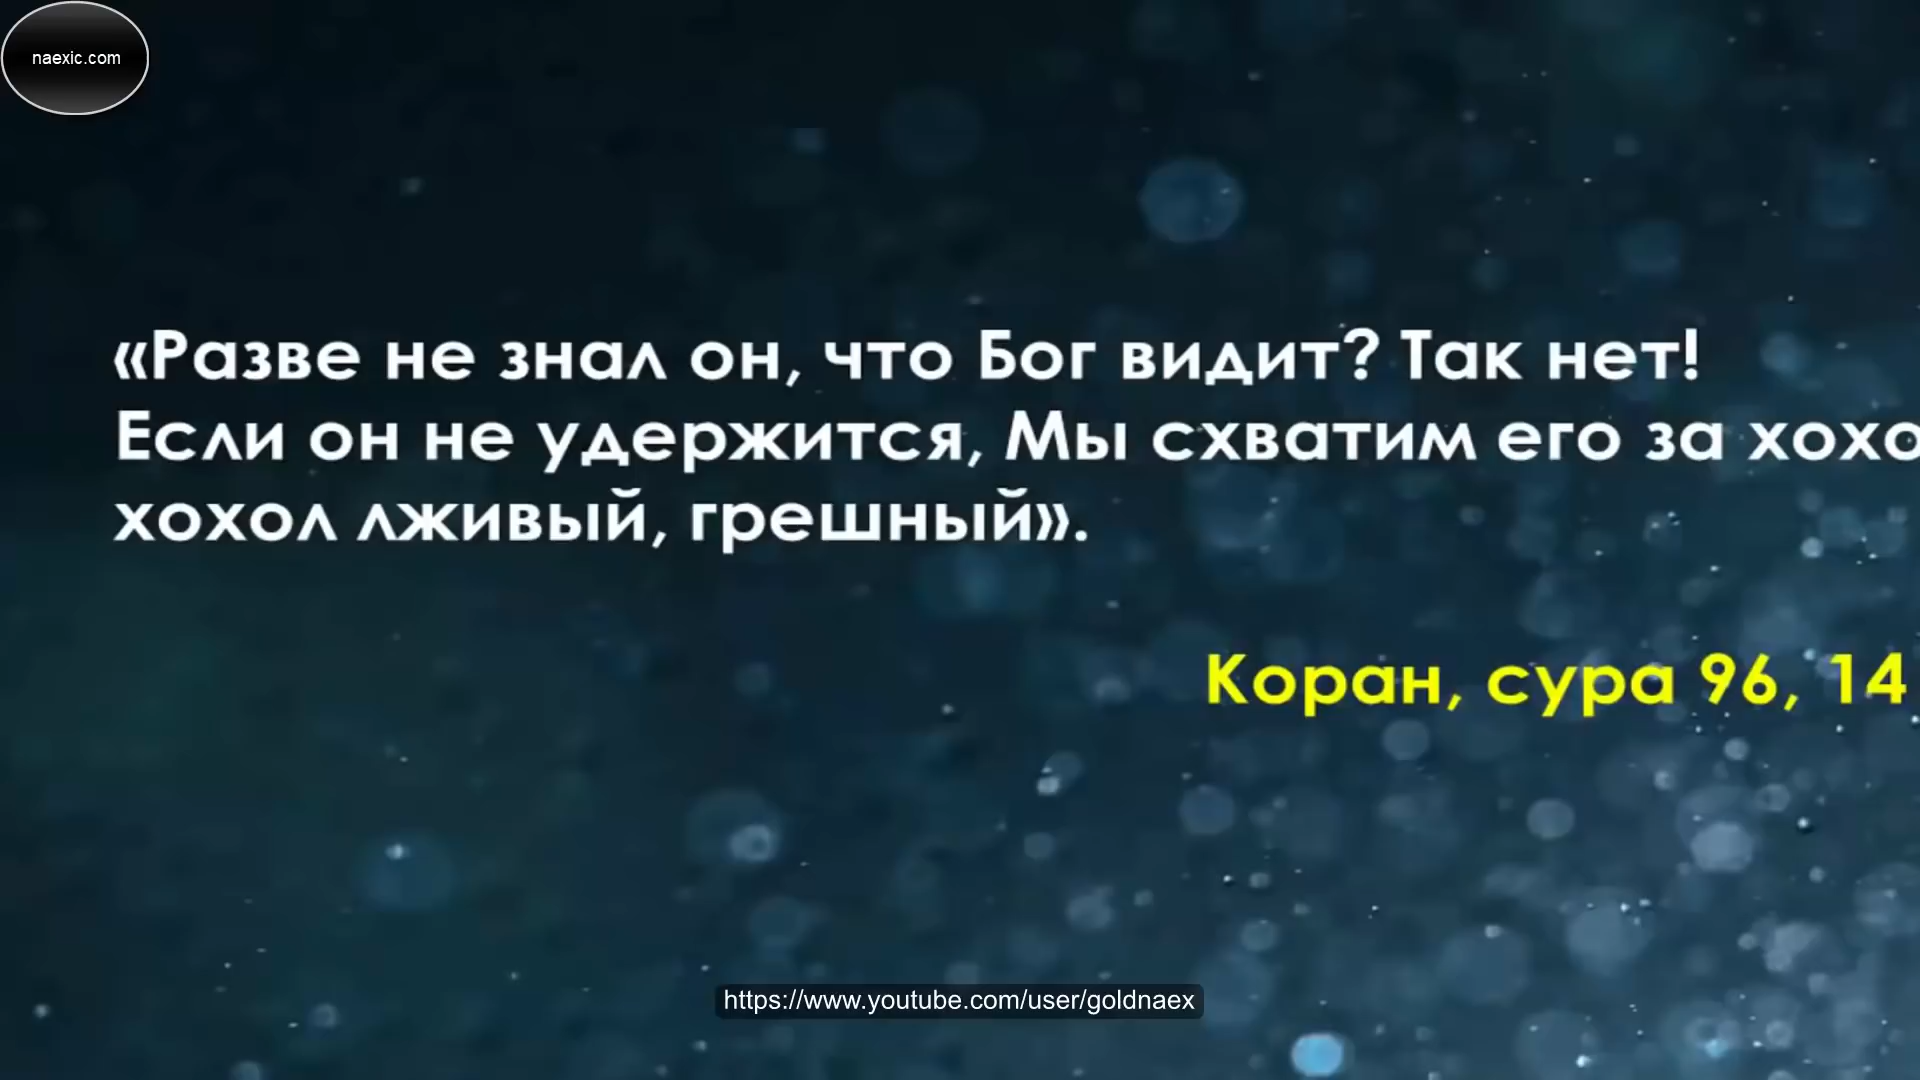 naexic.com
«Разве не знал он, что Бог видит? Так нет!
Если он не удержится, Мы схватим его за
хохол лживый, грешный».
Коран, сура 96, 14
https://www.youtube.com/user/goldnaex